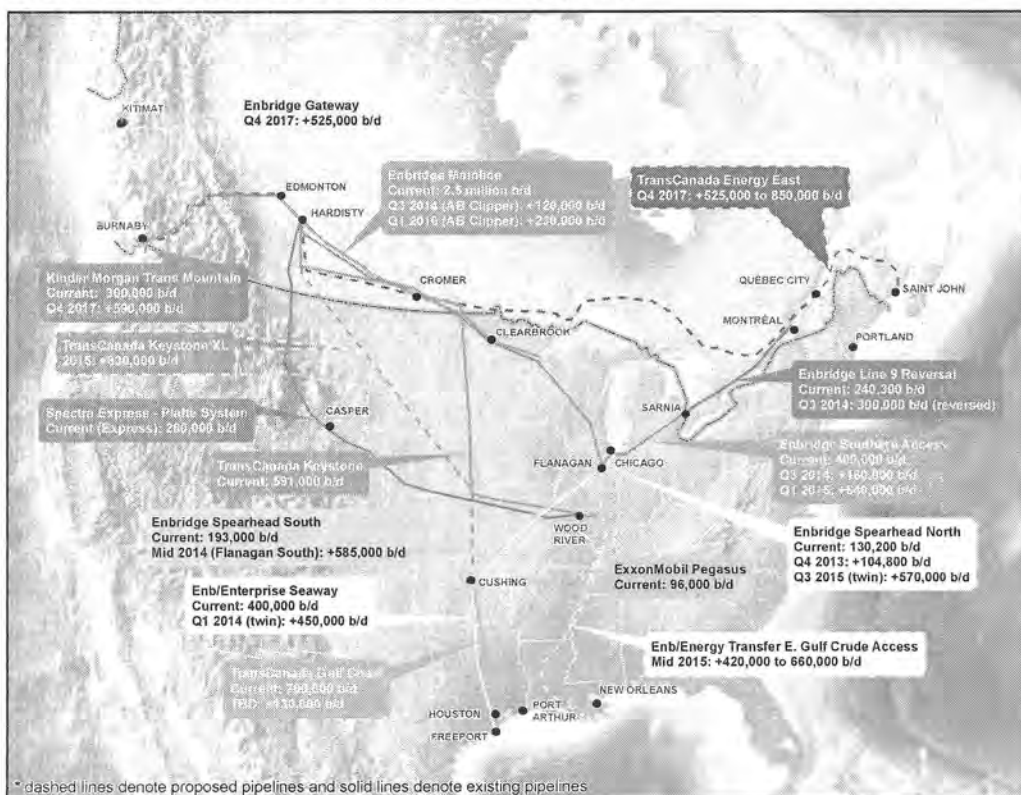 KITIMAT
Enbridge Gateway
Q4 2017: +525,000 b/d
EDMONTON
HARDISTY
BURNABY
Enbridge Mainline
Current: 2.5 million b/d
Q3 2014 (AB Clipper): +120,000 b/d
Q1 2016 (AB Clipper): +230,000 b/d
TransCanada Energy East
Q4 2017: +525,000 to 850,000 b/d
Kinder Morgan Trans Mountain
Current: 300,000 b/d
Q4 2017: +590,000 b/d
CROMER
QUÉBEC CITY
SAINT JOHN
MONTRÉAL
PORTLAND
CLEARBROOK
TransCanada Keystone XL
2015: +830,000 b/d
Enbridge Line 9 Reversal
Current: 240,300 b/d
Q3 2014: 300,000 b/d (reversed)
SARNIA
Spectra Express - Platte System
Current (Express): 280,000 b/d
CASPER
TransCanada Keystone
Current: 591,000 b/d
FLANAGAN
CHICAGO
Enbridge Southern Access
Current: 400,000 b/d
Q3 2014: +160,000 b/d
Q1 2015: +640,000 b/d
WOOD
RIVER
Enbridge Spearhead South
Current: 193,000 b/d
Mid 2014 (Flanagan South): +585,000 b/d
Enbridge Spearhead North
Current: 130,200 b/d
Q4 2013: +104,800 b/d
Q3 2015 (twin): +570,000 b/d
CUSHING
ExxonMobil Pegasus
Current: 96,000 b/d
Enb/Enterprise Seaway
Current: 400,000 b/d
Q1 2014 (twin): +450,000 b/d
Enb/Energy Transfer E. Gulf Crude Access
Mid 2015: +420,000 to 660,000 b/d
TransCanada Gulf Coast
Current: 700,000 b/d
TBD: +130,000 b/d
NEW ORLEANS
HOUSTON
PORT
ARTHUR
FREEPORT
* dashed lines denote proposed pipelines and solid lines denote existing pipelines